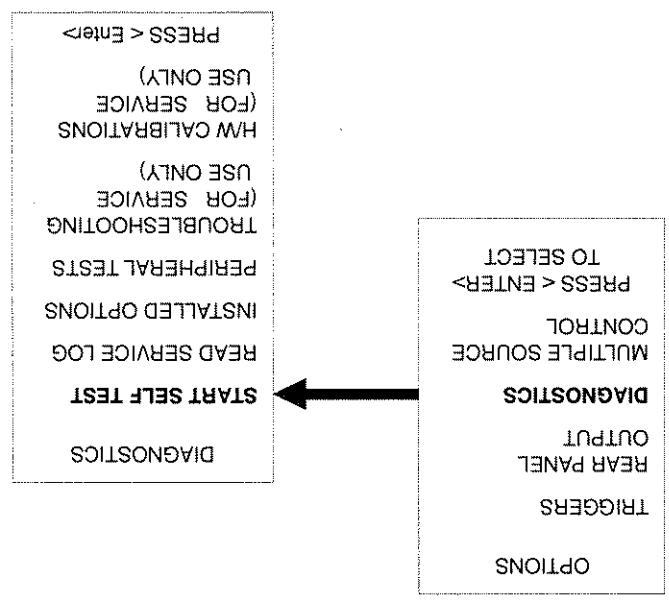 OPTIONS
TRIGGERS
REAR PANEL
OUTPUT
DIAGNOSTICS
MULTIPLE SOURCE
CONTROL
PRESS < ENTER>
TO SELECT
DIAGNOSTICS
START SELF TEST
READ SERVICE LOG
INSTALLED OPTIONS
PERIPHERAL TESTS
TROUBLESHOOTING
(FOR SERVICE
USE ONLY)
H/W CALIBRATIONS
(FOR SERVICE
USE ONLY)
PRESS < Enter>